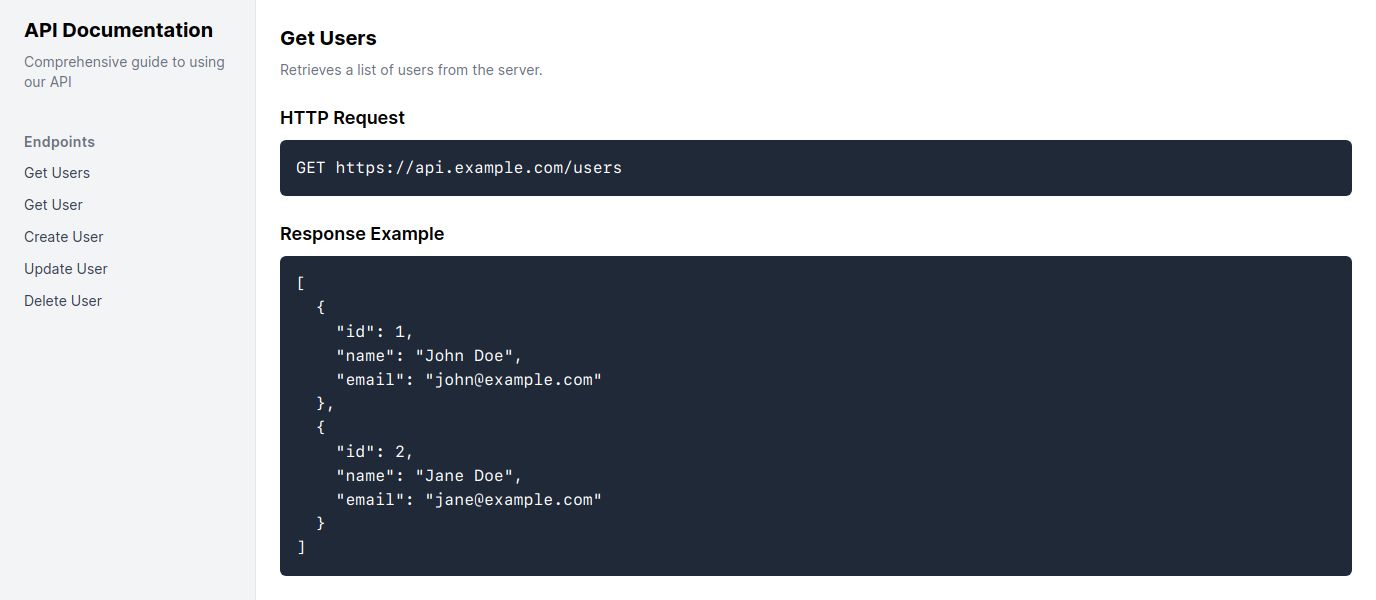 API Documentation
Comprehensive guide to using
our API
Endpoints
Get Users
Get User
Create User
Update User
Delete User
Get Users
Retrieves a list of users from the server.
HTTP Request
GET https://api.example.com/users
Response Example
[
  {
    "id": 1,
    "name": "John Doe",
    "email": "john@example.com"
  },
  {
    "id": 2,
    "name": "Jane Doe",
    "email": "jane@example.com"
  }
]